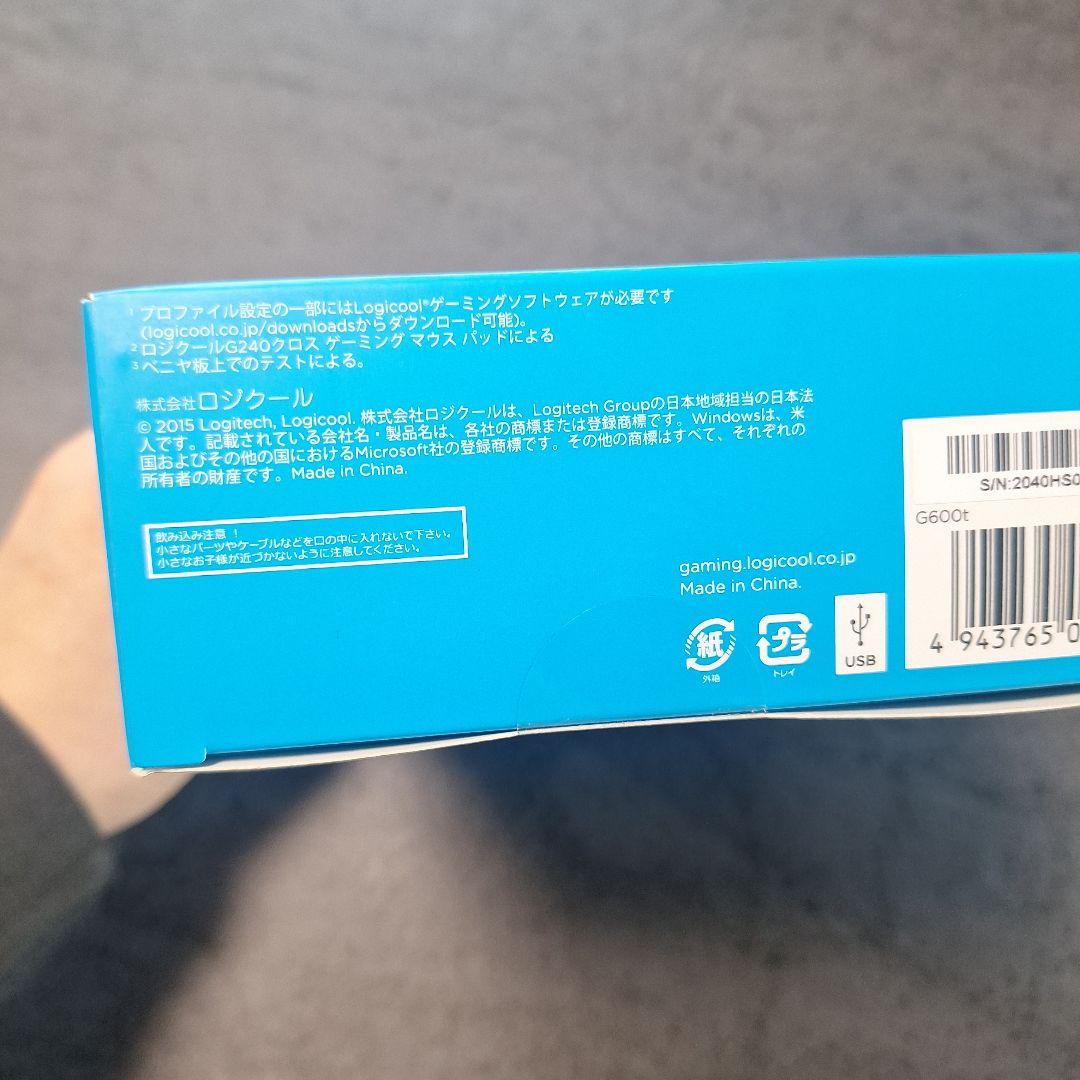 1 プロファイル設定の一部にはLogicool®ゲーミングソフトウェアが必要です
(logicool.co.jp/downloadsからダウンロード可能)。
2 ロジクールG240クロス ゲーミング マウス パッドによる
3 ベニヤ板上でのテストによる。
株式会社ロジクール
© 2015 Logitech, Logicool. 株式会社ロジクールは、Logitech Groupの日本地域担当の日本法
人です。記載されている会社名・製品名は、各社の商標または登録商標です。Windowsは、米
国およびその他の国におけるMicrosoft社の登録商標です。その他の商標はすべて、それぞれの
所有者の財産です。Made in China.
飲み込み注意！
小さなパーツやケーブルなどを口の中に入れないで下さい。
小さなお子様が近づかないように注意してください。
gaming.logicool.co.jp
Made in China.
紙
外箱
プラ
トレイ
USB
S/N:2040HS0
G600t
4 943765 0